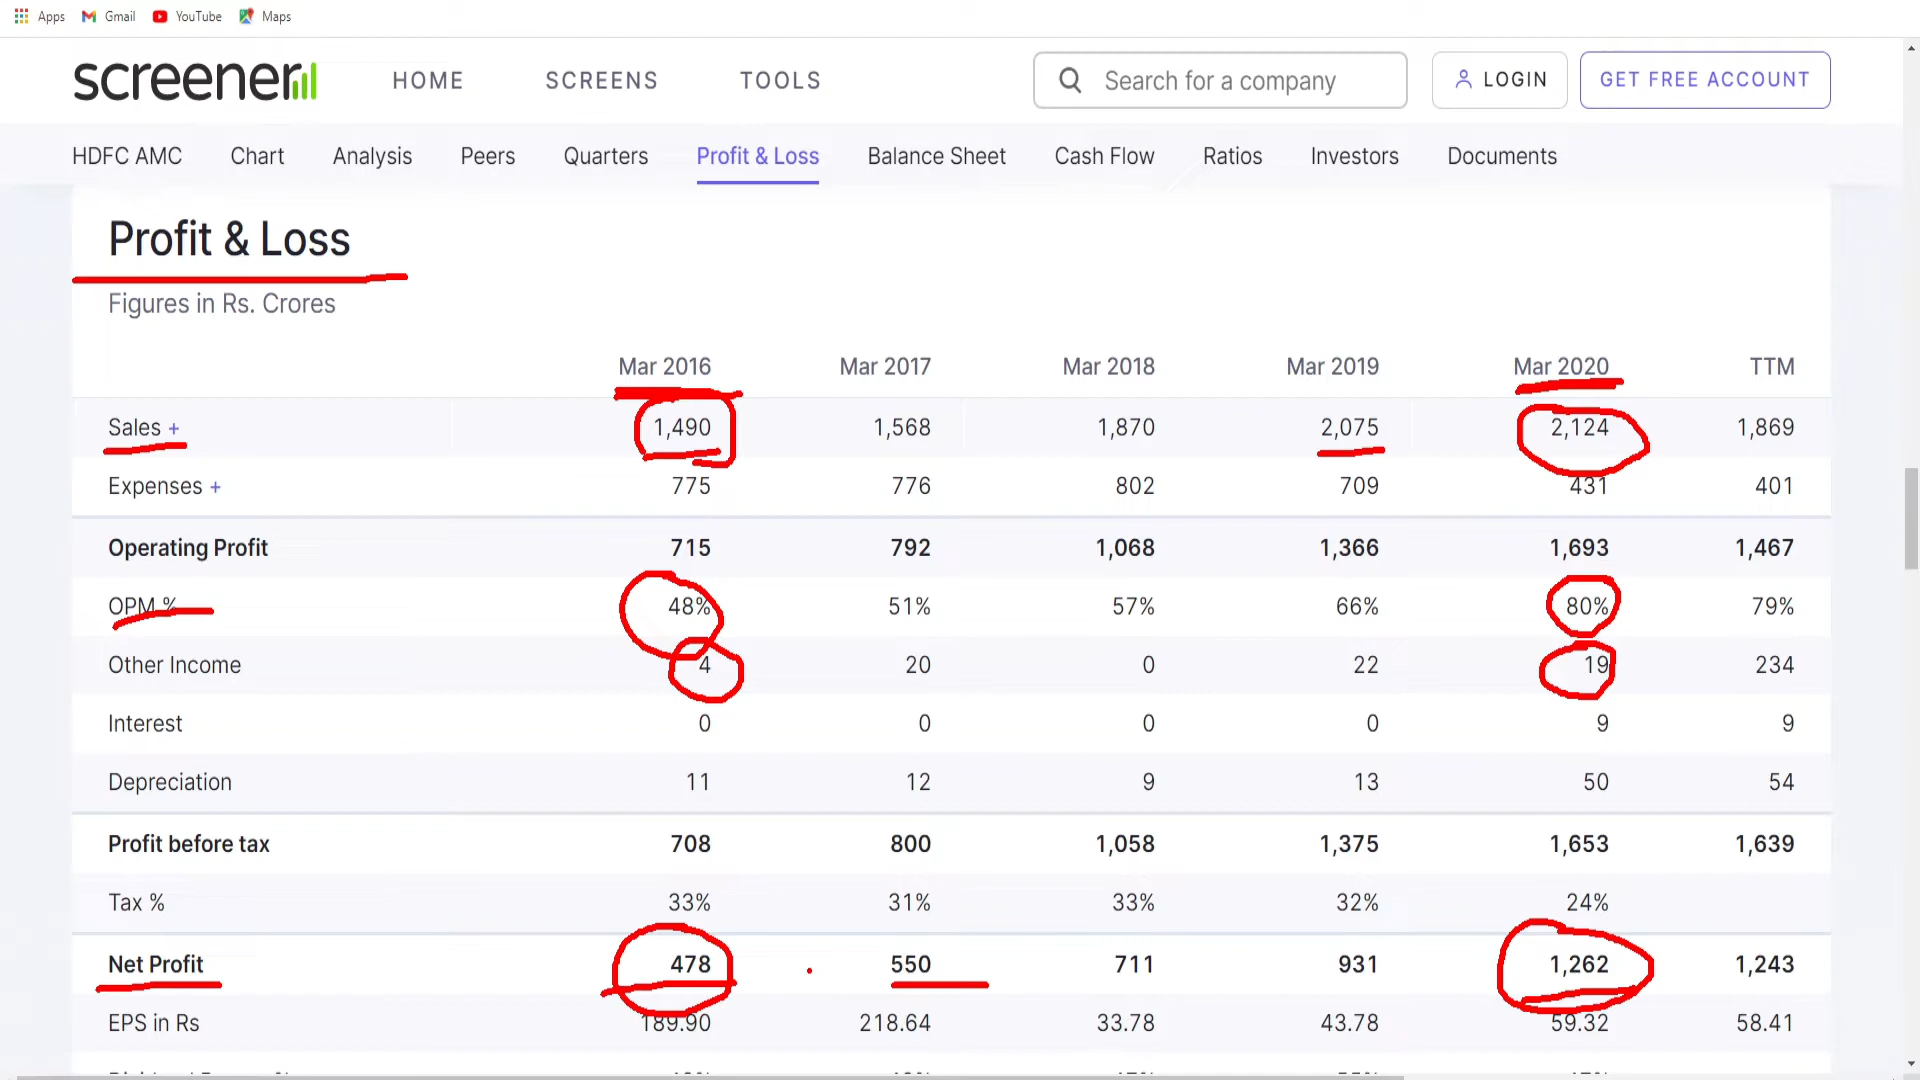 Apps Gmail YouTube Maps
screener HOME SCREENS TOOLS Search for a company LOGIN GET FREE ACCOUNT
HDFC AMC Chart Analysis Peers Quarters Profit & Loss Balance Sheet Cash Flow Ratios Investors Documents
Profit & Loss
Figures in Rs. Crores
Mar 2016 Mar 2017 Mar 2018 Mar 2019 Mar 2020 TTM
Sales + 1,490 1,568 1,870 2,075 2,124 1,869
Expenses + 775 776 802 709 431 401
Operating Profit 715 792 1,068 1,366 1,693 1,467
OPM % 48% 51% 57% 66% 80% 79%
Other Income 4 20 0 22 19 234
Interest 0 0 0 0 9 9
Depreciation 11 12 9 13 50 54
Profit before tax 708 800 1,058 1,375 1,653 1,639
Tax % 33% 31% 33% 32% 24%
Net Profit 478 550 711 931 1,262 1,243
EPS in Rs 189.90 218.64 33.78 43.78 59.32 58.41